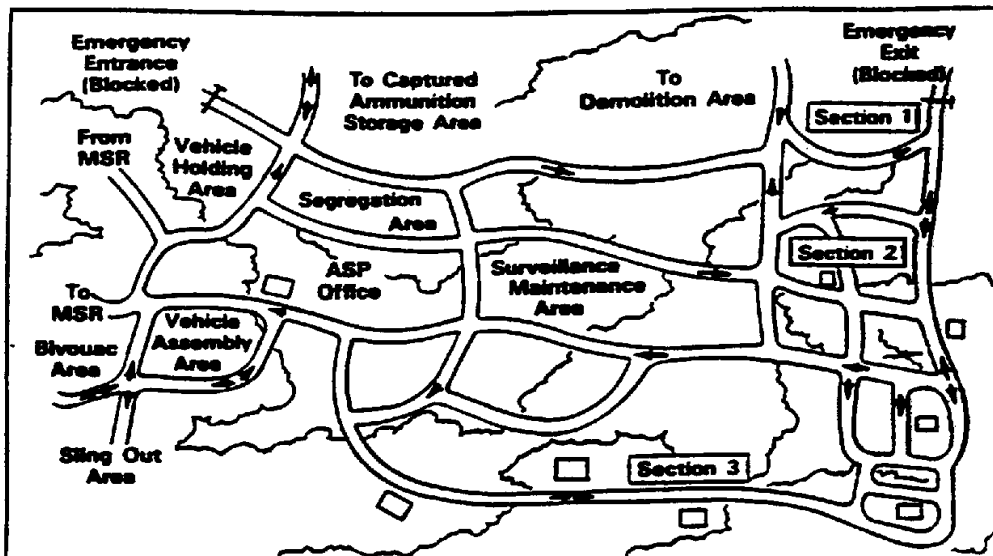 Emergency
Entrance
(Blocked)
To Captured
Ammunition
Storage Area
To
Demolition Area
Emergency
Exit
(Blocked)
Section 1
From
MSR
Vehicle
Holding
Area
Segregation
Area
Section 2
ASP
Office
Surveillance
Maintenance
Area
To
MSR
Vehicle
Assembly
Area
Bivouac
Area
Sling Out
Area
Section 3